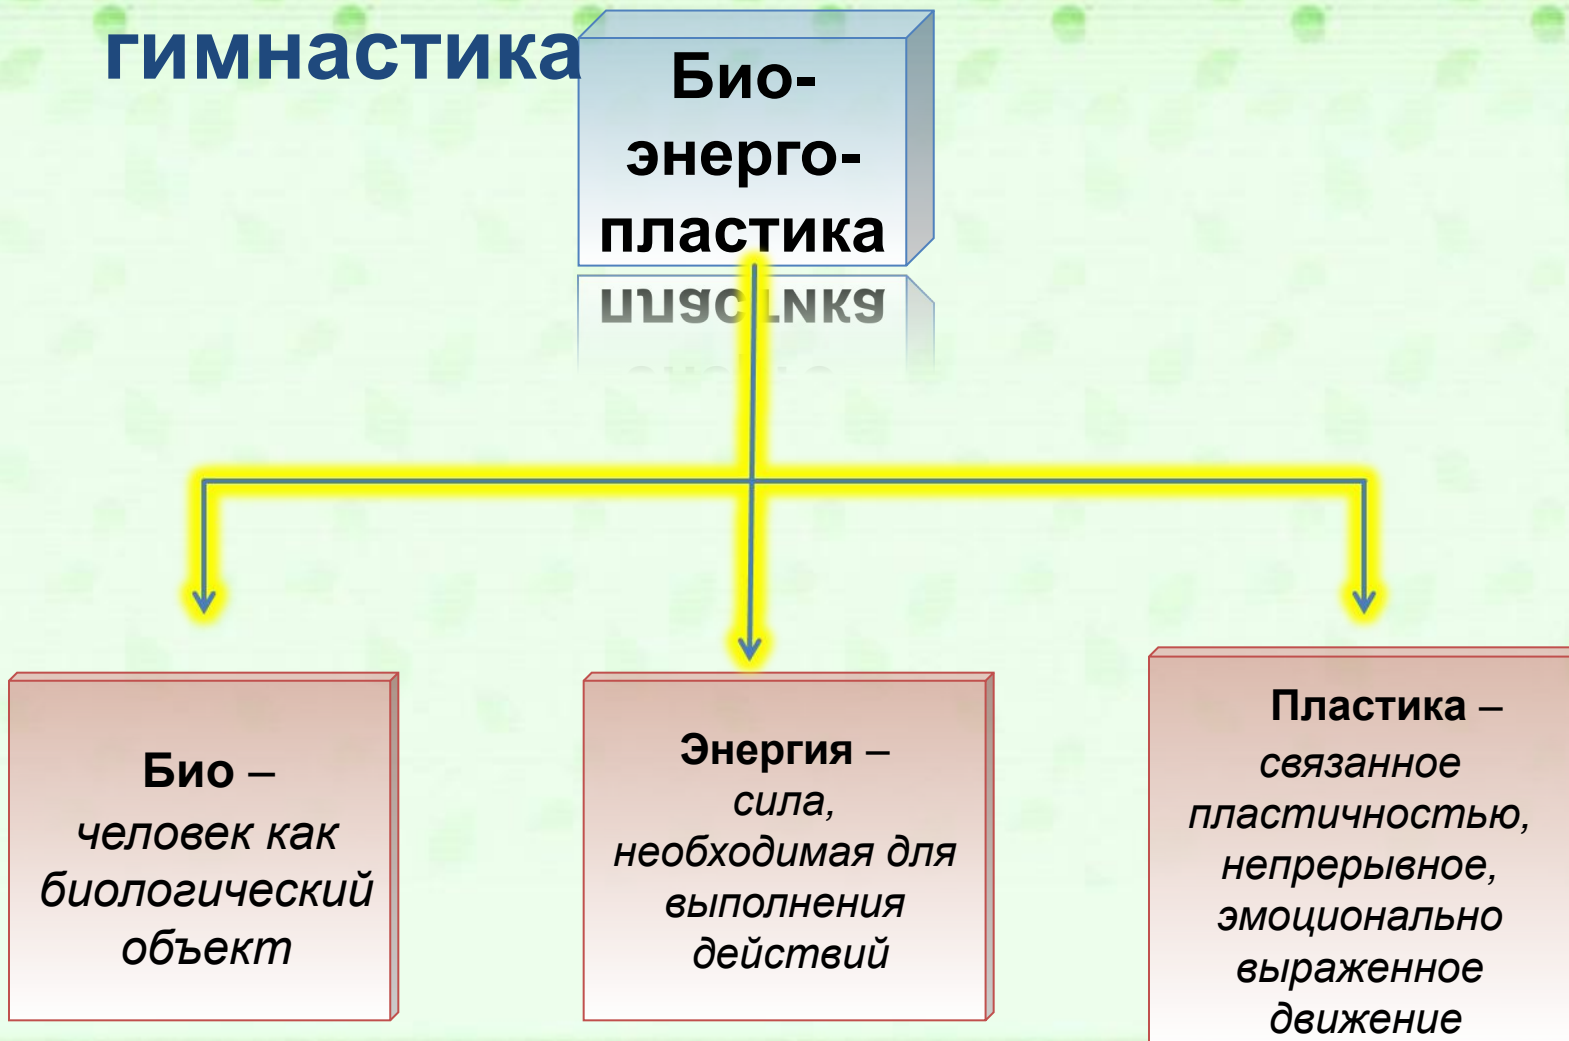 гимнастика
Био-
энерго-
пластика
Био –
человек как
биологический
объект
Энергия –
сила,
необходимая для
выполнения
действий
Пластика –
связанное
пластичностью,
непрерывное,
эмоционально
выраженное
движение